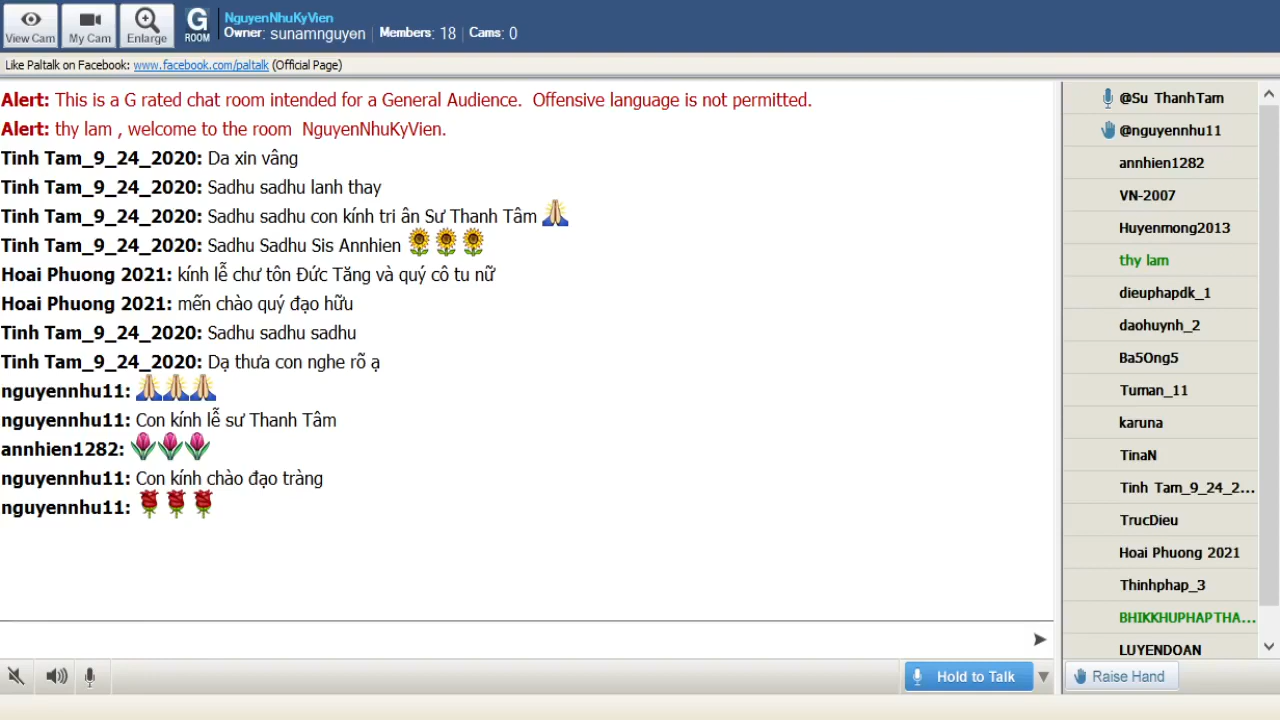 View Cam
My Cam
Enlarge
G
ROOM
NguyenNhuKyVien
Owner: sunamnguyen | Members: 18 | Cams: 0
Like Paltalk on Facebook: www.facebook.com/paltalk (Official Page)
Alert: This is a G rated chat room intended for a General Audience.  Offensive language is not permitted.
Alert: thy lam , welcome to the room  NguyenNhuKyVien.
Tinh Tam_9_24_2020: Da xin vâng
Tinh Tam_9_24_2020: Sadhu sadhu lanh thay
Tinh Tam_9_24_2020: Sadhu sadhu con kính tri ân Sư Thanh Tâm
Tinh Tam_9_24_2020: Sadhu Sadhu Sis Annhien
Hoai Phuong 2021: kính lễ chư tôn Đức Tăng và quý cô tu nữ
Hoai Phuong 2021: mến chào quý đạo hữu
Tinh Tam_9_24_2020: Sadhu sadhu sadhu
Tinh Tam_9_24_2020: Dạ thưa con nghe rõ ạ
nguyennhu11:
nguyennhu11: Con kính lễ sư Thanh Tâm
annhien1282:
nguyennhu11: Con kính chào đạo tràng
nguyennhu11:
@Su ThanhTam
@nguyennhu11
annhien1282
VN-2007
Huyenmong2013
thy lam
dieuphapdk_1
daohuynh_2
Ba5Ong5
Tuman_11
karuna
TinaN
Tinh Tam_9_24_2...
TrucDieu
Hoai Phuong 2021
Thinhphap_3
BHIKKHUPHAPTHA...
LUYENDOAN
Hold to Talk
Raise Hand